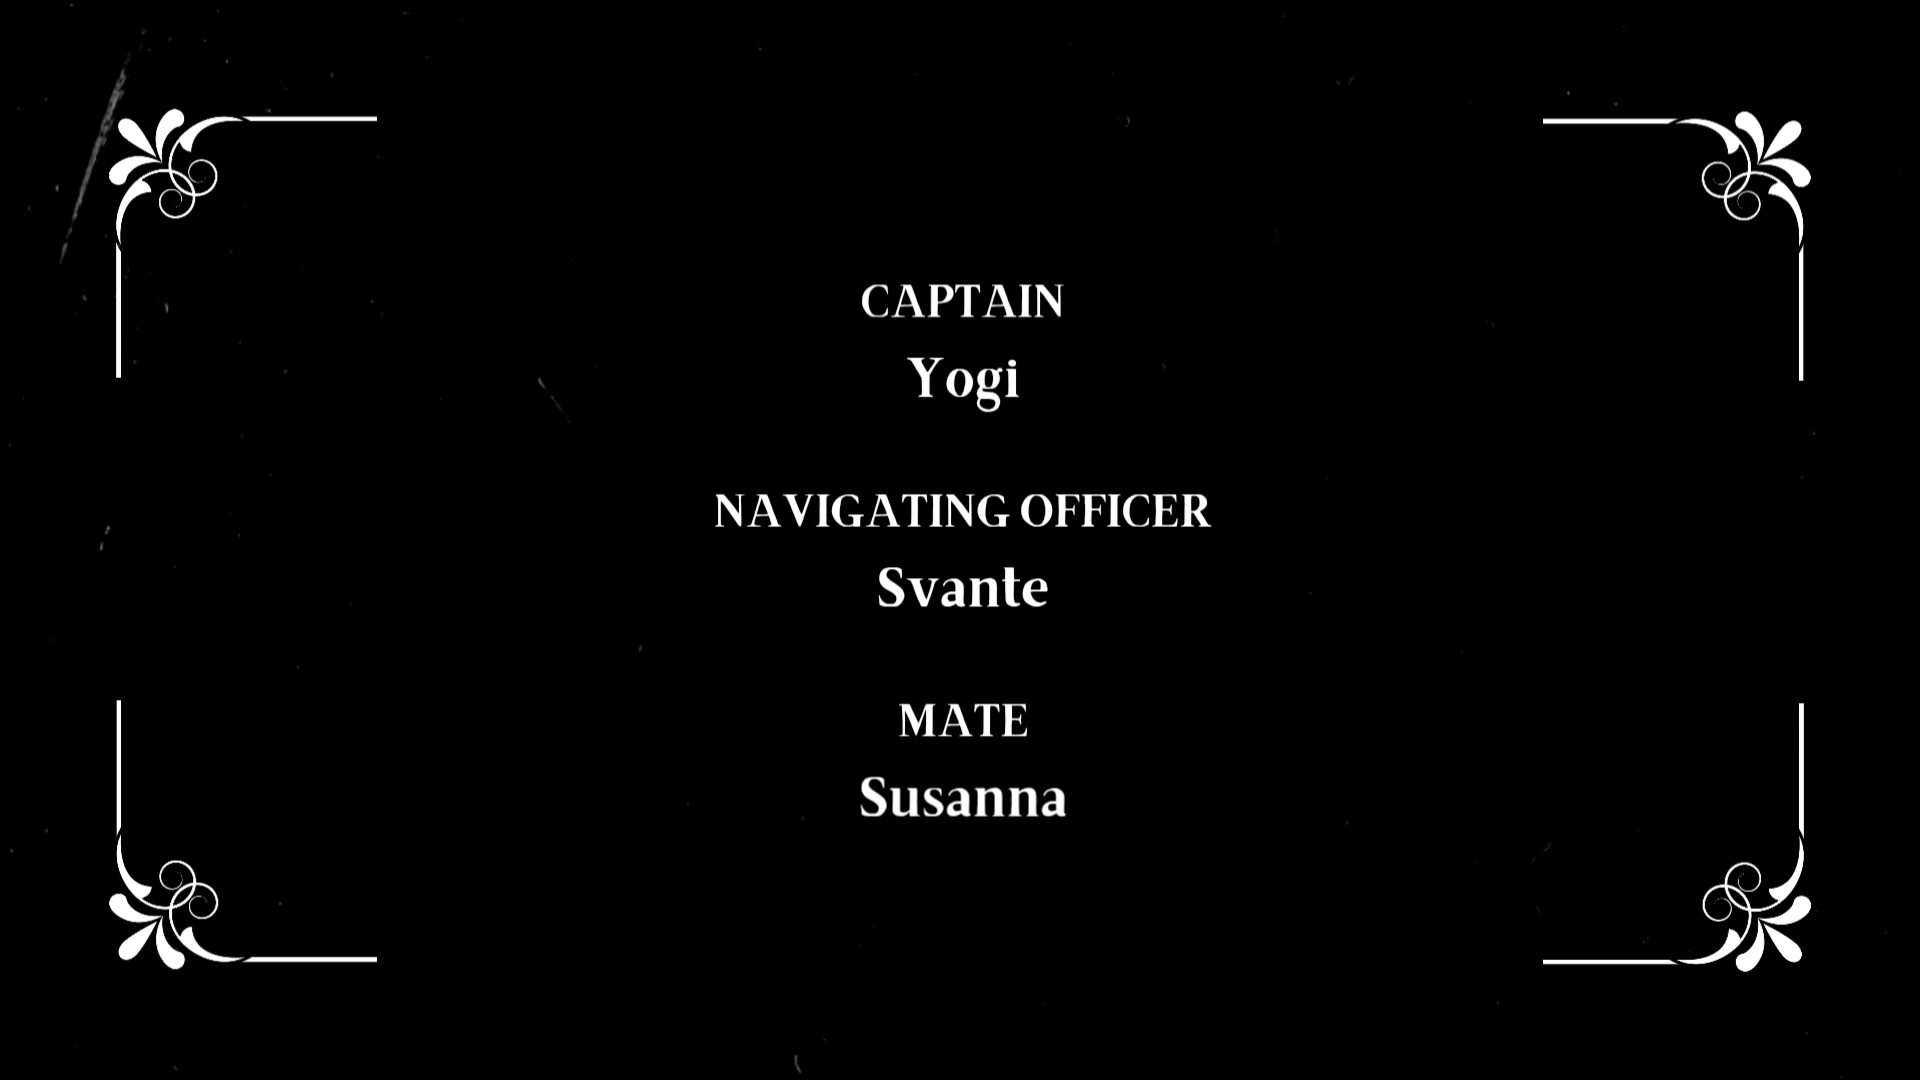 CAPTAIN
Yogi
NAVIGATING OFFICER
Svante
MATE
Susanna